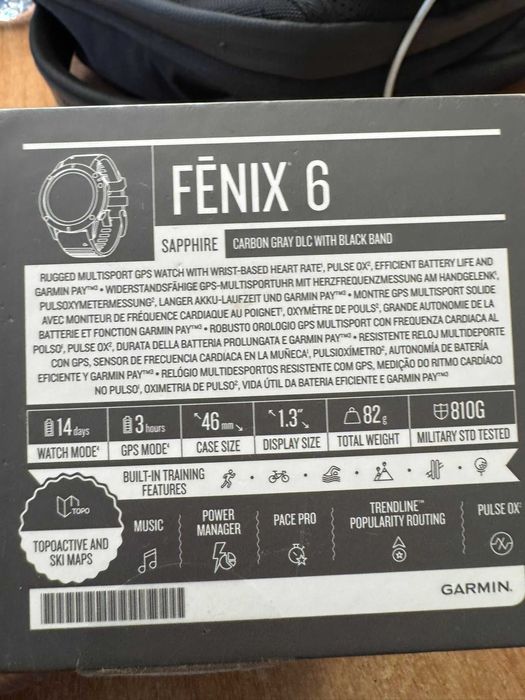 FĒNIX® 6
SAPPHIRE CARBON GRAY DLC WITH BLACK BAND
RUGGED MULTISPORT GPS WATCH WITH WRIST-BASED HEART RATE¹, PULSE OX², EFFICIENT BATTERY LIFE AND
GARMIN PAY™³ • WIDERSTANDSFÄHIGE GPS-MULTISPORTUHR MIT HERZFREQUENZMESSUNG AM HANDGELENK¹,
PULSOXYMETERMESSUNG², LANGER AKKU-LAUFZEIT UND GARMIN PAY™³ • MONTRE GPS MULTISPORT SOLIDE
AVEC MONITEUR DE FRÉQUENCE CARDIAQUE AU POIGNET¹, OXYMÈTRE DE POULS², GRANDE AUTONOMIE DE LA
BATTERIE ET FONCTION GARMIN PAY™³ • ROBUSTO OROLOGIO GPS MULTISPORT CON FREQUENZA CARDIACA AL
POLSO¹, PULSE OX², DURATA DELLA BATTERIA PROLUNGATA E GARMIN PAY™³ • RESISTENTE RELOJ MULTIDEPORTE
CON GPS, SENSOR DE FRECUENCIA CARDIACA EN LA MUÑECA¹, PULSIOXÍMETRO², AUTONOMÍA DE BATERÍA
EFICIENTE Y GARMIN PAY™³ • RELÓGIO MULTIDESPORTOS RESISTENTE COM GPS, MEDIÇÃO DO RITMO CARDÍACO
NO PULSO¹, OXIMETRIA DE PULSO², VIDA ÚTIL DA BATERIA EFICIENTE E GARMIN PAY™³
14 days 3 hours 46 mm 1.3" 82 g 810G
WATCH MODE⁴ GPS MODE⁴ CASE SIZE DISPLAY SIZE TOTAL WEIGHT MILITARY STD TESTED
BUILT-IN TRAINING
FEATURES
TOPO
TOPOACTIVE AND
SKI MAPS
MUSIC
POWER
MANAGER
PACE PRO
TRENDLINE™
POPULARITY ROUTING
PULSE OX²
GARMIN.